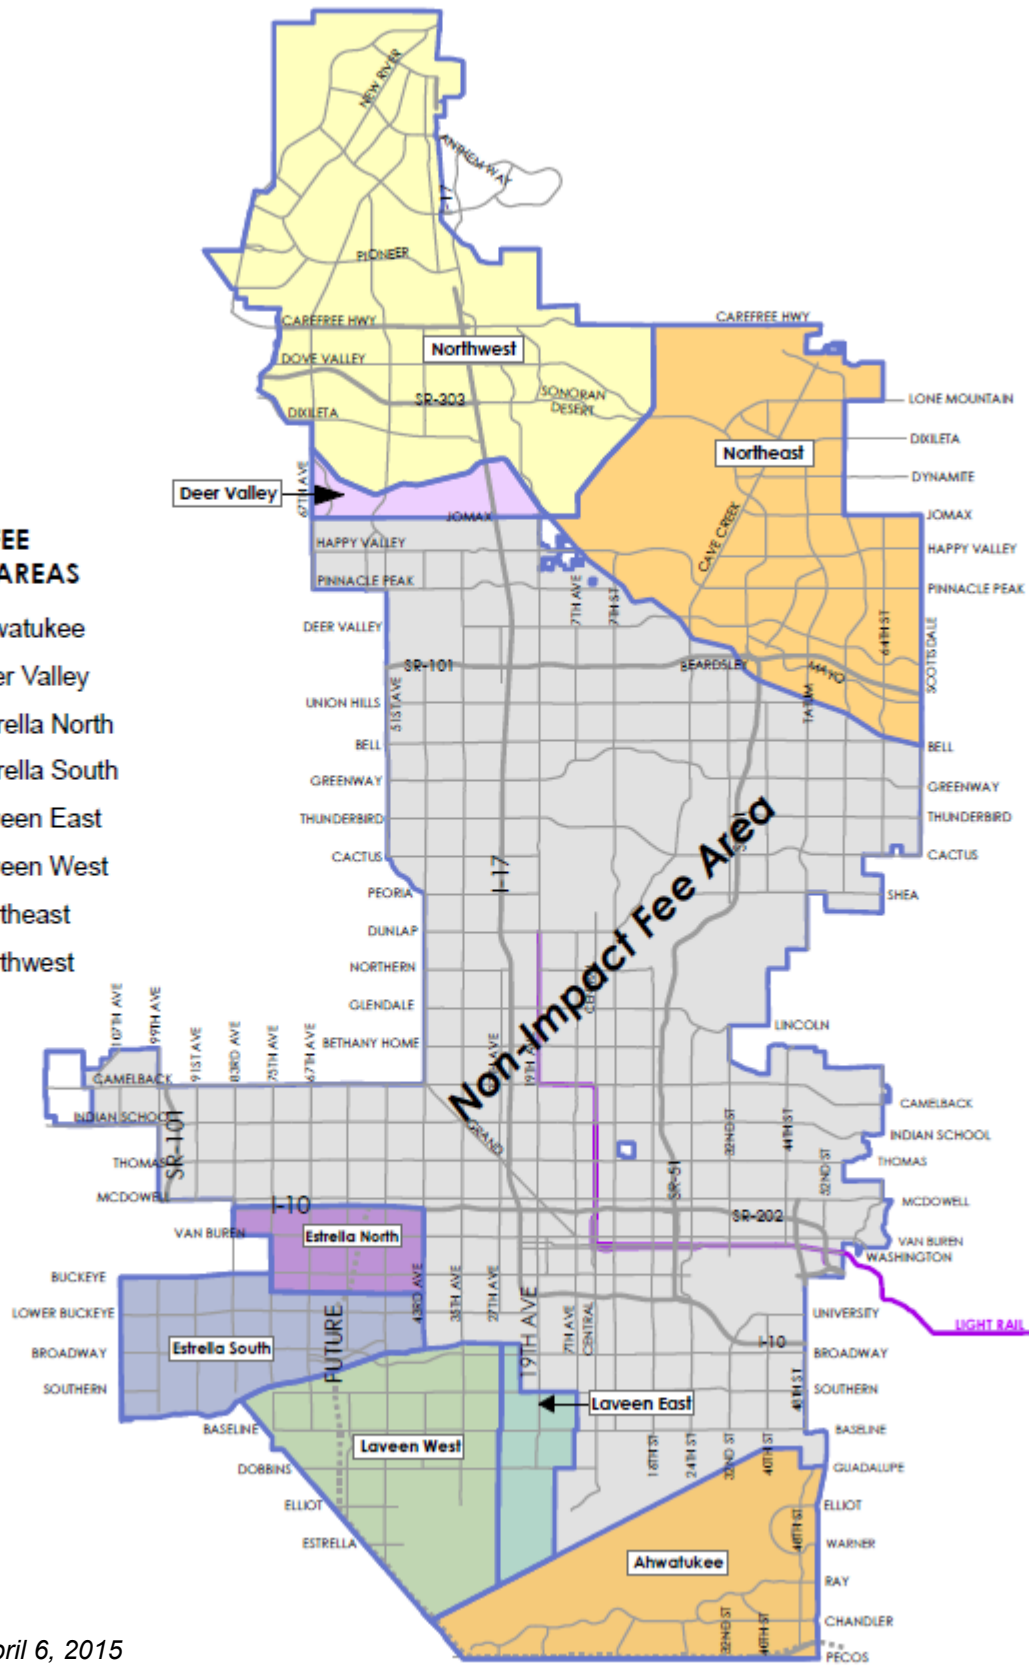 NEW RIVER
ANTHEM WAY
I-17
PIONEER
CAREFREE HWY
CAREFREE HWY
Northwest
DOVE VALLEY
SONORAN
DESERT
SR-303
LONE MOUNTAIN
DIXILETA
DIXILETA
Northeast
67TH AVE
DYNAMITE
Deer Valley
JOMAX
JOMAX
CAVE CREEK
EE
AREAS
HAPPY VALLEY
HAPPY VALLEY
PINNACLE PEAK
7TH AVE
7TH ST
PINNACLE PEAK
watukee
DEER VALLEY
64TH ST
SCOTTSDALE
er Valley
SR-101
BEARDSLEY
MAYO
51ST AVE
TATUM
UNION HILLS
rella North
BELL
BELL
rella South
GREENWAY
GREENWAY
een East
THUNDERBIRD
THUNDERBIRD
een West
CACTUS
CACTUS
I-17
PEORIA
SHEA
theast
DUNLAP
Non-Impact Fee Area
thwest
NORTHERN
GLENDALE
107TH AVE
99TH AVE
91ST AVE
83RD AVE
75TH AVE
67TH AVE
BETHANY HOME
19TH AVE
LINCOLN
CAMELBACK
CAMELBACK
INDIAN SCHOOL
GRAND
32ND ST
44TH ST
INDIAN SCHOOL
SR-101
THOMAS
52ND ST
THOMAS
SR-51
MCDOWELL
MCDOWELL
I-10
SR-202
VAN BUREN
Estrella North
VAN BUREN
WASHINGTON
BUCKEYE
43RD AVE
35TH AVE
27TH AVE
19TH AVE
7TH AVE
CENTRAL
LOWER BUCKEYE
UNIVERSITY
LIGHT RAIL
FUTURE
Estrella South
I-10
BROADWAY
BROADWAY
SOUTHERN
48TH ST
SOUTHERN
Laveen East
BASELINE
BASELINE
Laveen West
16TH ST
24TH ST
32ND ST
40TH ST
DOBBINS
GUADALUPE
ELLIOT
ELLIOT
48TH ST
ESTRELLA
WARNER
Ahwatukee
RAY
32ND ST
40TH ST
CHANDLER
PECOS
ril 6, 2015